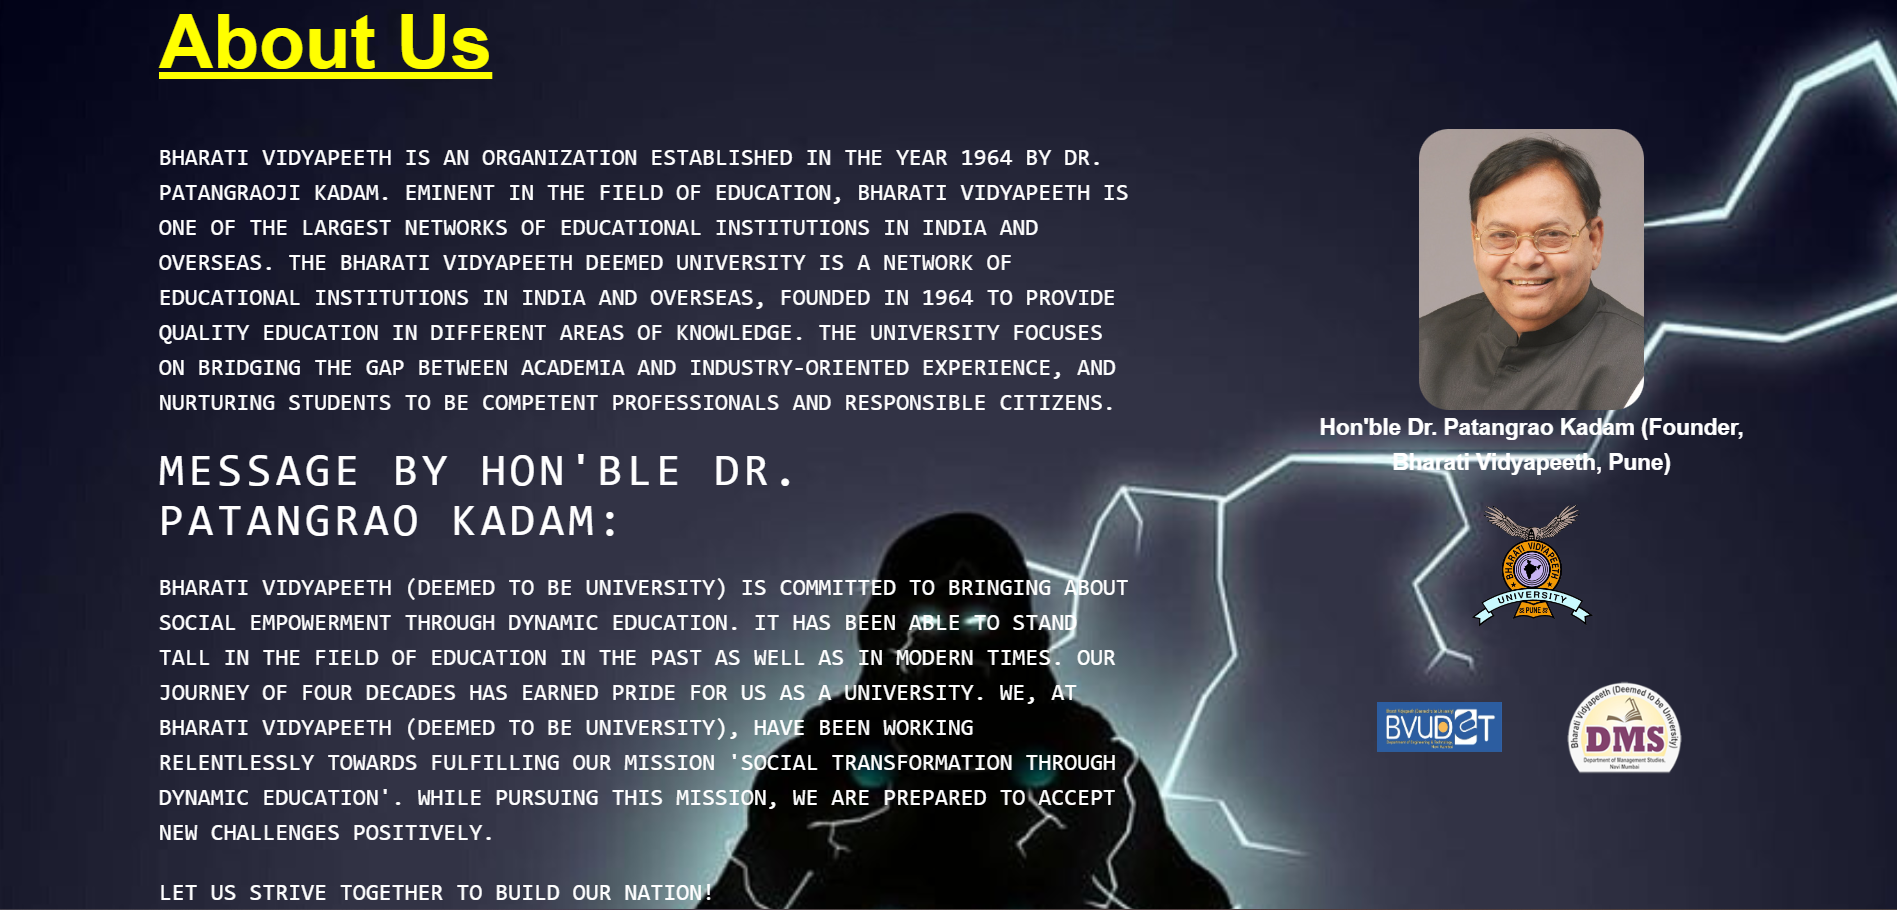 About Us
BHARATI VIDYAPEETH IS AN ORGANIZATION ESTABLISHED IN THE YEAR 1964 BY DR.
PATANGRAOJI KADAM. EMINENT IN THE FIELD OF EDUCATION, BHARATI VIDYAPEETH IS
ONE OF THE LARGEST NETWORKS OF EDUCATIONAL INSTITUTIONS IN INDIA AND
OVERSEAS. THE BHARATI VIDYAPEETH DEEMED UNIVERSITY IS A NETWORK OF
EDUCATIONAL INSTITUTIONS IN INDIA AND OVERSEAS, FOUNDED IN 1964 TO PROVIDE
QUALITY EDUCATION IN DIFFERENT AREAS OF KNOWLEDGE. THE UNIVERSITY FOCUSES
ON BRIDGING THE GAP BETWEEN ACADEMIA AND INDUSTRY-ORIENTED EXPERIENCE, AND
NURTURING STUDENTS TO BE COMPETENT PROFESSIONALS AND RESPONSIBLE CITIZENS.
MESSAGE BY HON'BLE DR.
PATANGRAO KADAM:
BHARATI VIDYAPEETH (DEEMED TO BE UNIVERSITY) IS COMMITTED TO BRINGING ABOUT
SOCIAL EMPOWERMENT THROUGH DYNAMIC EDUCATION. IT HAS BEEN ABLE TO STAND
TALL IN THE FIELD OF EDUCATION IN THE PAST AS WELL AS IN MODERN TIMES. OUR
JOURNEY OF FOUR DECADES HAS EARNED PRIDE FOR US AS A UNIVERSITY. WE, AT
BHARATI VIDYAPEETH (DEEMED TO BE UNIVERSITY), HAVE BEEN WORKING
RELENTLESSLY TOWARDS FULFILLING OUR MISSION 'SOCIAL TRANSFORMATION THROUGH
DYNAMIC EDUCATION'. WHILE PURSUING THIS MISSION, WE ARE PREPARED TO ACCEPT
NEW CHALLENGES POSITIVELY.
LET US STRIVE TOGETHER TO BUILD OUR NATION!
Hon'ble Dr. Patangrao Kadam (Founder,
Bharati Vidyapeeth, Pune)
BHARATI VIDYAPEETH
UNIVERSITY
PUNE
BVUDET
Bharati Vidyapeeth (Deemed to be University)
DMS
Department of Management Studies,
Navi Mumbai